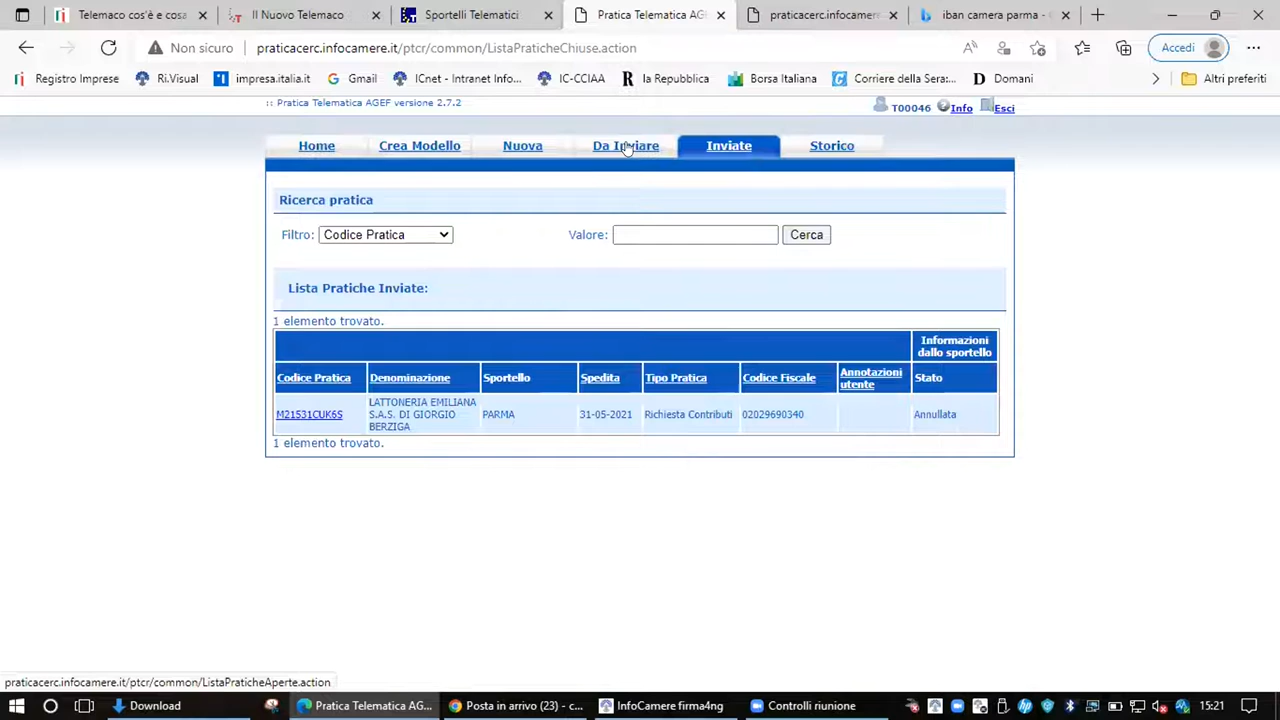 Telemaco cos'è e cosa
Il Nuovo Telemaco
Sportelli Telematici
Pratica Telematica AGEF
praticacerc.infocamere
iban camera parma - C
Non sicuro
praticacerc.infocamere.it/ptcr/common/ListaPraticheChiuse.action
Accedi
Registro Imprese
Ri.Visual
impresa.italia.it
Gmail
ICnet - Intranet Info...
IC-CCIAA
la Repubblica
Borsa Italiana
Corriere della Sera:...
Domani
Altri preferiti
:: Pratica Telematica AGEF versione 2.7.2
T00046
Info
Esci
Home
Crea Modello
Nuova
Da Inviare
Inviate
Storico
Ricerca pratica
Filtro: Codice Pratica
Valore:
Cerca
Lista Pratiche Inviate:
1 elemento trovato.
Informazioni
dallo sportello
Codice Pratica
Denominazione
Sportello
Spedita
Tipo Pratica
Codice Fiscale
Annotazioni
utente
Stato
M21531CUK6S
LATTONERIA EMILIANA
S.A.S. DI GIORGIO
BERZIGA
PARMA
31-05-2021
Richiesta Contributi
02029690340
Annullata
1 elemento trovato.
praticacerc.infocamere.it/ptcr/common/ListaPraticheAperte.action
Download
Pratica Telematica AG...
Posta in arrivo (23) - c...
InfoCamere firma4ng
Controlli riunione
15:21